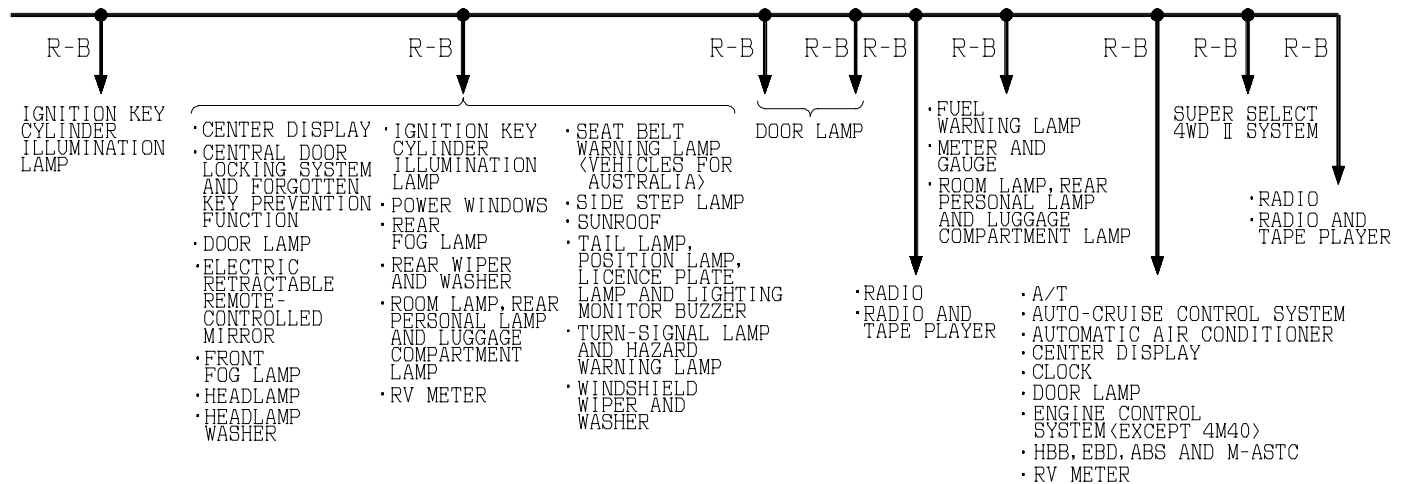 R-B
R-B
R-B
R-B
R-B
R-B
R-B
R-B
R-B
IGNITION KEY
CYLINDER
ILLUMINATION
LAMP
・CENTER DISPLAY
・CENTRAL DOOR
LOCKING SYSTEM
AND FORGOTTEN
KEY PREVENTION
FUNCTION
・DOOR LAMP
・ELECTRIC
RETRACTABLE
REMOTE-
CONTROLLED
MIRROR
・FRONT
FOG LAMP
・HEADLAMP
・HEADLAMP
WASHER
・IGNITION KEY
CYLINDER
ILLUMINATION
LAMP
・POWER WINDOWS
・REAR
FOG LAMP
・REAR WIPER
AND WASHER
・ROOM LAMP,REAR
PERSONAL LAMP
AND LUGGAGE
COMPARTMENT
LAMP
・RV METER
・SEAT BELT
WARNING LAMP
〈VEHICLES FOR
AUSTRALIA〉
・SIDE STEP LAMP
・SUNROOF
・TAIL LAMP,
POSITION LAMP,
LICENCE PLATE
LAMP AND LIGHTING
MONITOR BUZZER
・TURN-SIGNAL LAMP
AND HAZARD
WARNING LAMP
・WINDSHIELD
WIPER AND
WASHER
DOOR LAMP
・RADIO
・RADIO AND
TAPE PLAYER
・FUEL
WARNING LAMP
・METER AND
GAUGE
・ROOM LAMP,REAR
PERSONAL LAMP
AND LUGGAGE
COMPARTMENT LAMP
・A/T
・AUTO-CRUISE CONTROL SYSTEM
・AUTOMATIC AIR CONDITIONER
・CENTER DISPLAY
・CLOCK
・DOOR LAMP
・ENGINE CONTROL
SYSTEM〈EXCEPT 4M40〉
・HBB,EBD,ABS AND M-ASTC
・RV METER
SUPER SELECT
4WD Ⅱ SYSTEM
・RADIO
・RADIO AND
TAPE PLAYER